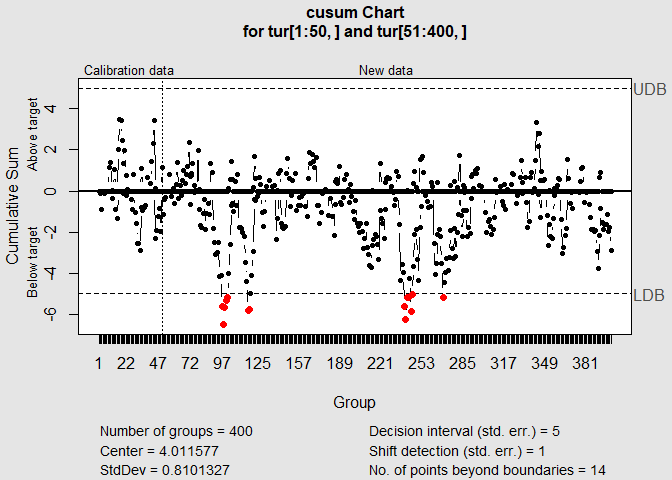 cusum Chart
for tur[1:50, ] and tur[51:400, ]
Calibration data
New data
UDB
LDB
Cumulative Sum
Above target
Below target
4
2
0
-2
-4
-6
1 22 47 72 97 125 157 189 221 253 285 317 349 381
Group
Number of groups = 400
Center = 4.011577
StdDev = 0.8101327
Decision interval (std. err.) = 5
Shift detection (std. err.) = 1
No. of points beyond boundaries = 14